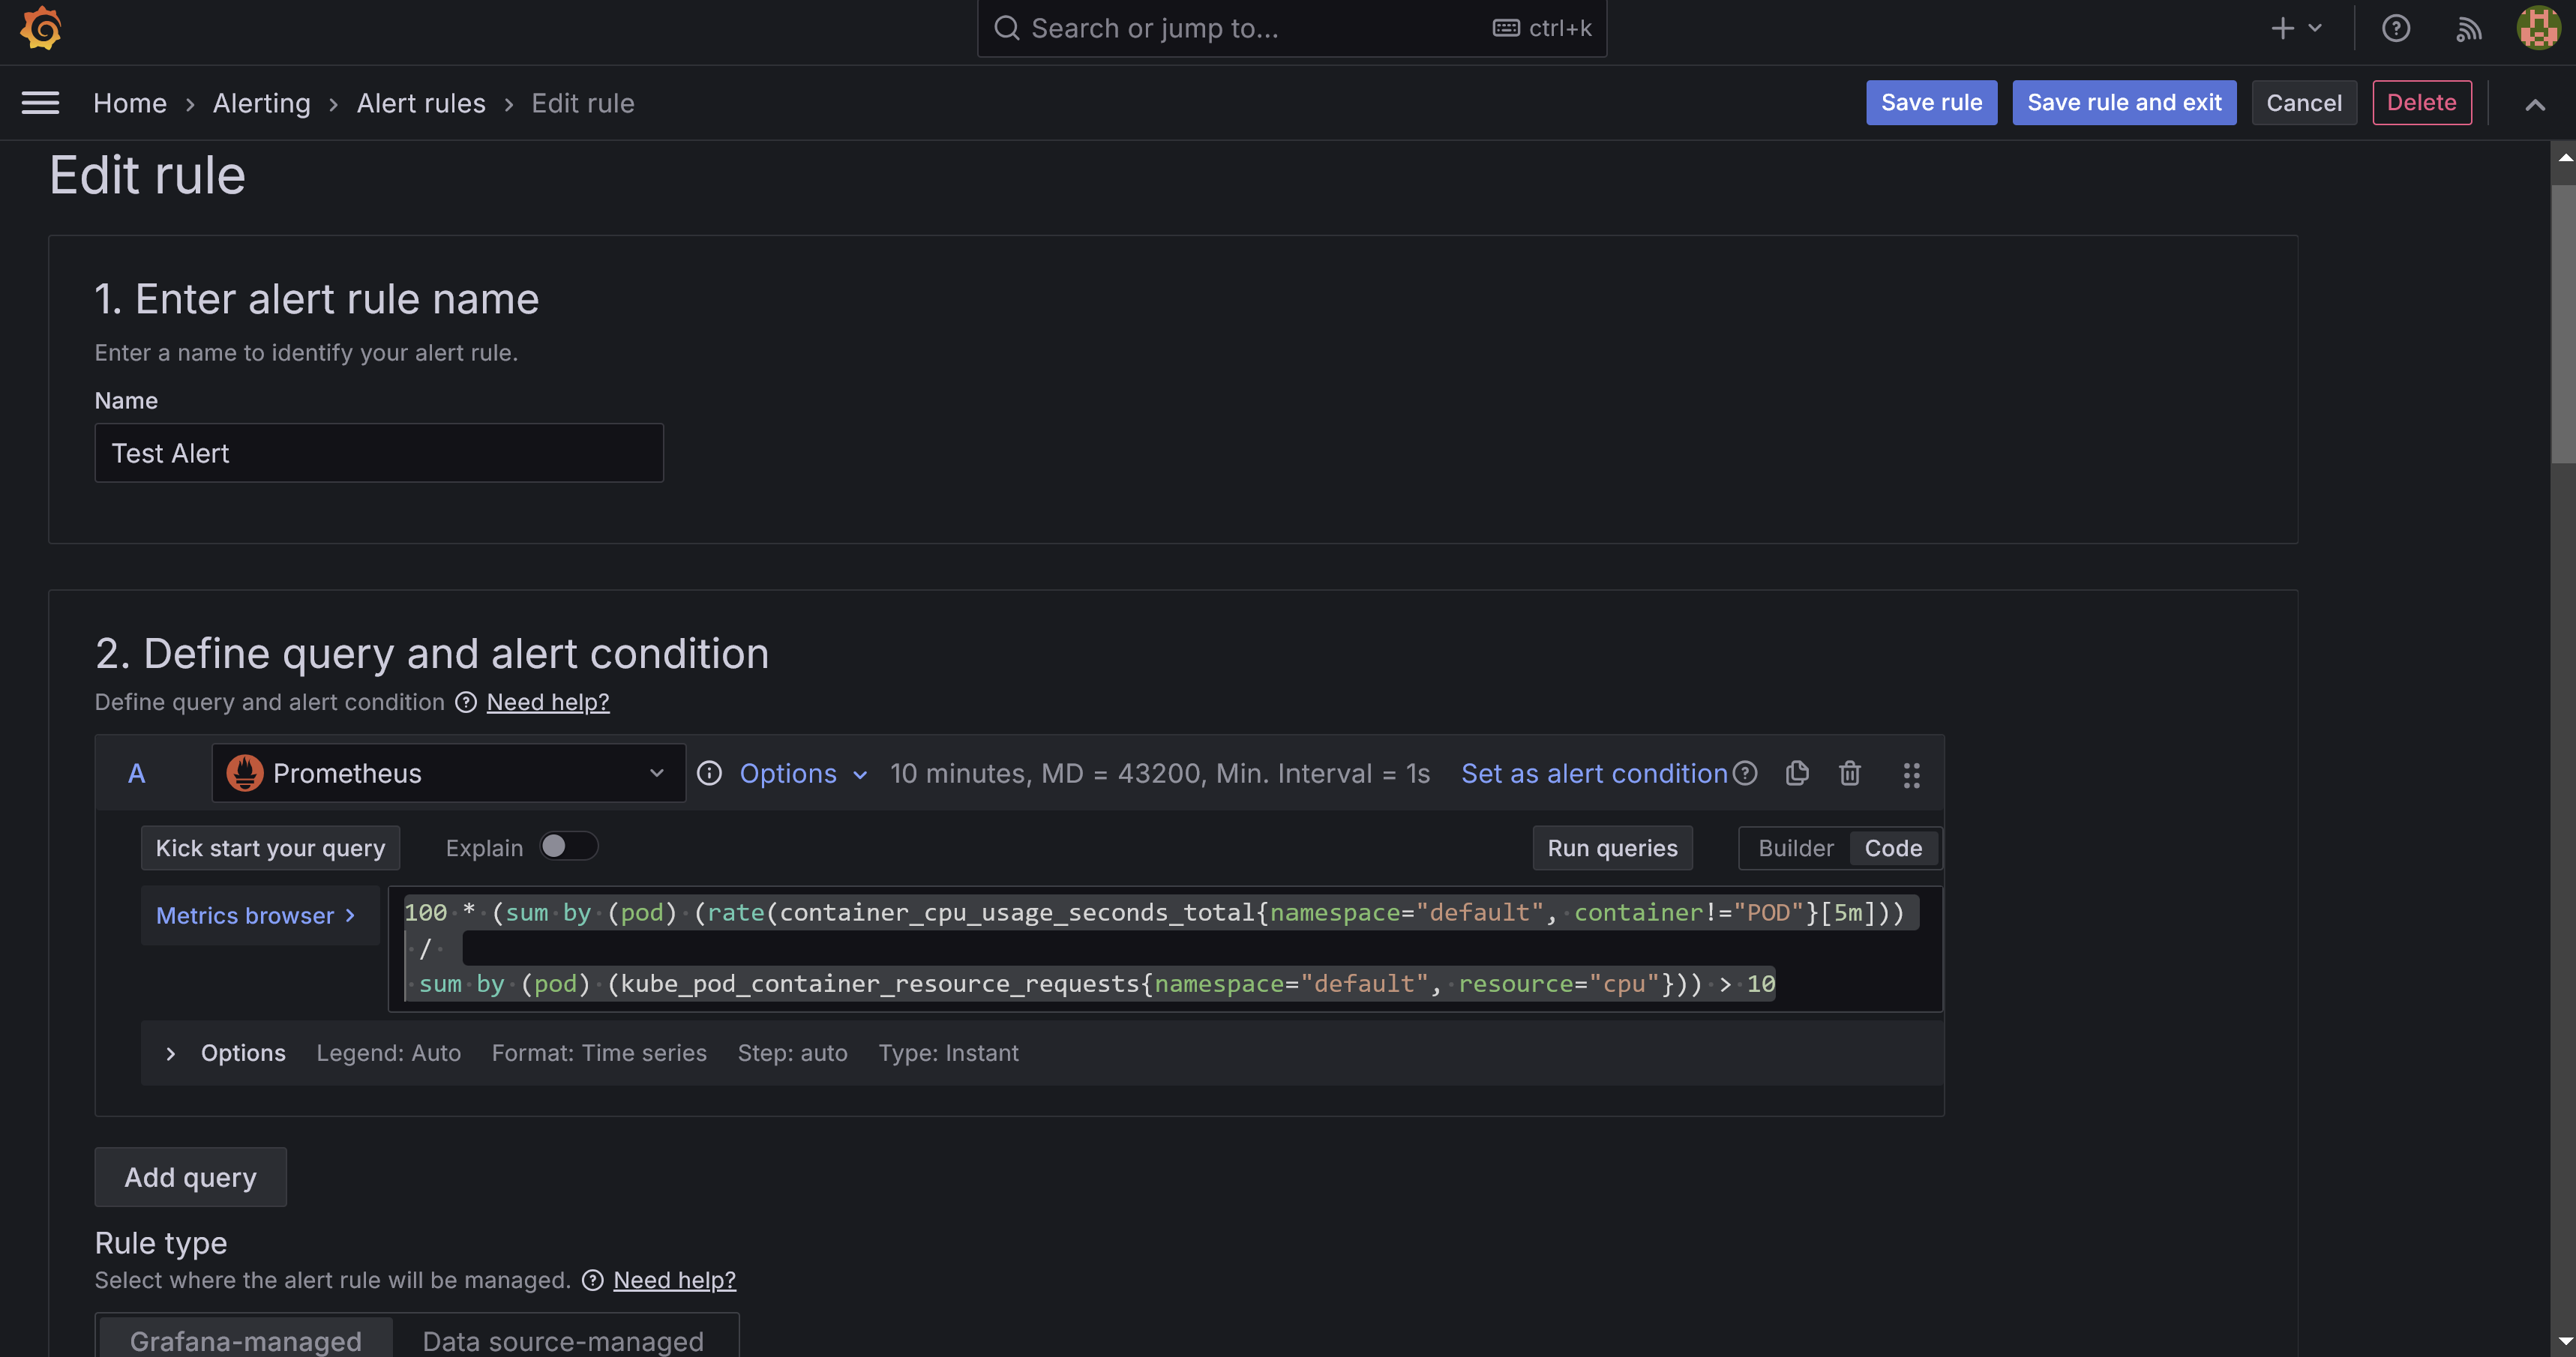 Search or jump to...
ctrl+k
Home › Alerting › Alert rules › Edit rule
Save rule
Save rule and exit
Cancel
Delete
Edit rule
1. Enter alert rule name
Enter a name to identify your alert rule.
Name
Test Alert
2. Define query and alert condition
Define query and alert condition Need help?
A Prometheus Options 10 minutes, MD = 43200, Min. Interval = 1s Set as alert condition
Kick start your query Explain Run queries Builder Code
Metrics browser ›
100 * (sum by (pod) (rate(container_cpu_usage_seconds_total{namespace="default", container!="POD"}[5m]))
/
sum by (pod) (kube_pod_container_resource_requests{namespace="default", resource="cpu"})) > 10
› Options Legend: Auto Format: Time series Step: auto Type: Instant
Add query
Rule type
Select where the alert rule will be managed. Need help?
Grafana-managed Data source-managed